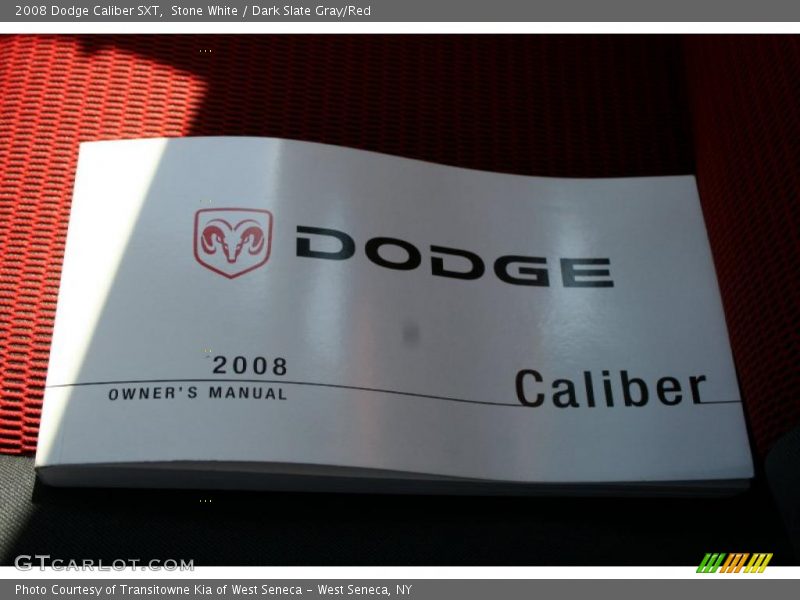 2008 Dodge Caliber SXT,  Stone White / Dark Slate Gray/Red
DODGE
2008
OWNER'S MANUAL
Caliber
GTCARLOT.COM
Photo Courtesy of Transitowne Kia of West Seneca - West Seneca, NY